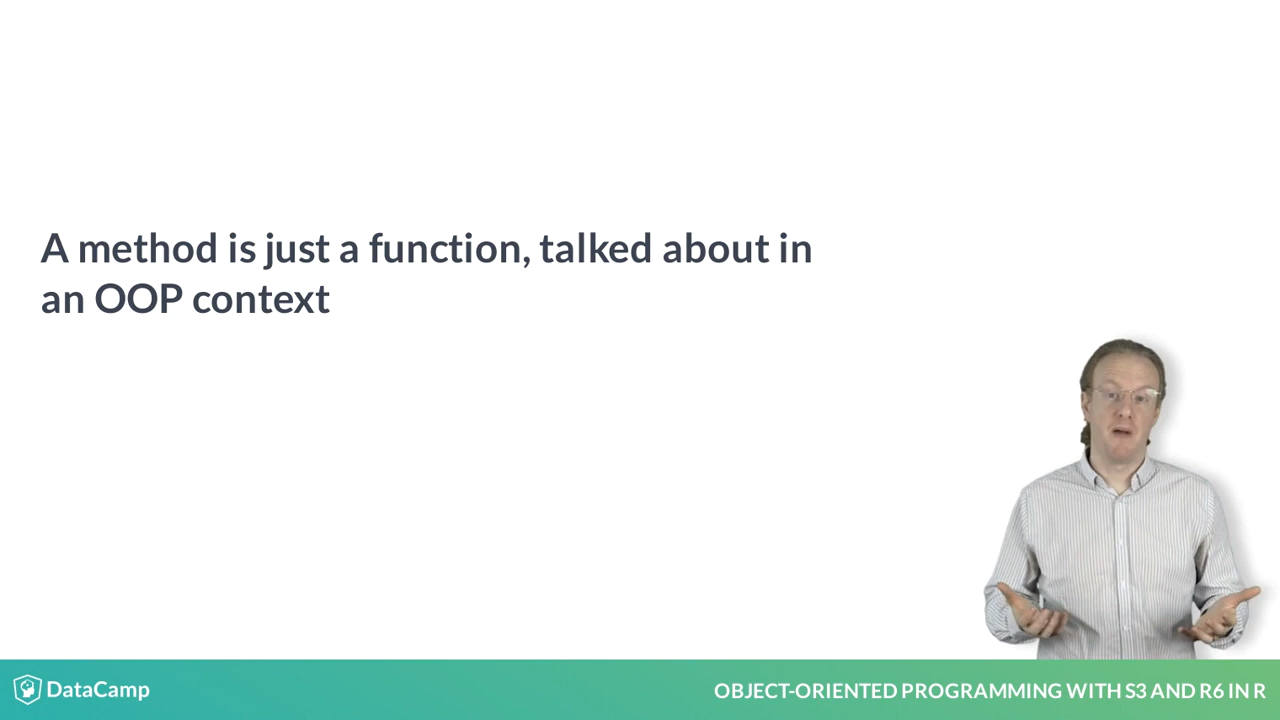 A method is just a function, talked about in
an OOP context
DataCamp
OBJECT-ORIENTED PROGRAMMING WITH S3 AND R6 IN R